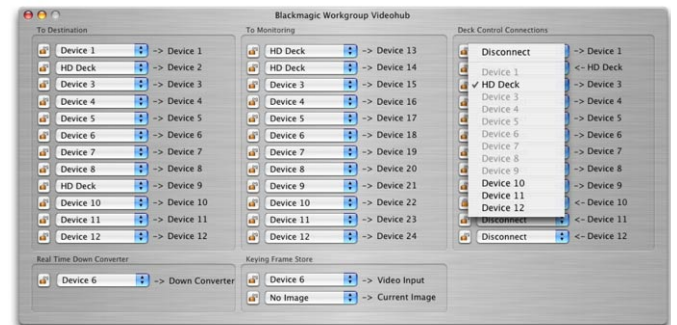 Blackmagic Workgroup Videohub
To Destination
Device 1 -> Device 1
HD Deck -> Device 2
Device 3 -> Device 3
Device 4 -> Device 4
Device 5 -> Device 5
Device 6 -> Device 6
Device 7 -> Device 7
Device 8 -> Device 8
HD Deck -> Device 9
Device 10 -> Device 10
Device 11 -> Device 11
Device 12 -> Device 12
To Monitoring
HD Deck -> Device 13
HD Deck -> Device 14
Device 3 -> Device 15
Device 4 -> Device 16
Device 5 -> Device 17
Device 6 -> Device 18
Device 7 -> Device 19
Device 8 -> Device 20
Device 9 -> Device 21
Device 10 -> Device 22
Device 11 -> Device 23
Device 12 -> Device 24
Deck Control Connections
Disconnect
Device 1
✓ HD Deck
Device 3
Device 4
Device 5
Device 6
Device 7
Device 8
Device 9
Device 10
Device 11
Device 12
-> Device 1
<- HD Deck
-> Device 3
-> Device 4
-> Device 5
-> Device 6
-> Device 7
-> Device 8
-> Device 9
<- Device 10
Disconnect <- Device 11
Disconnect <- Device 12
Real Time Down Converter
Device 6 -> Down Converter
Keying Frame Store
Device 6 -> Video Input
No Image -> Current Image